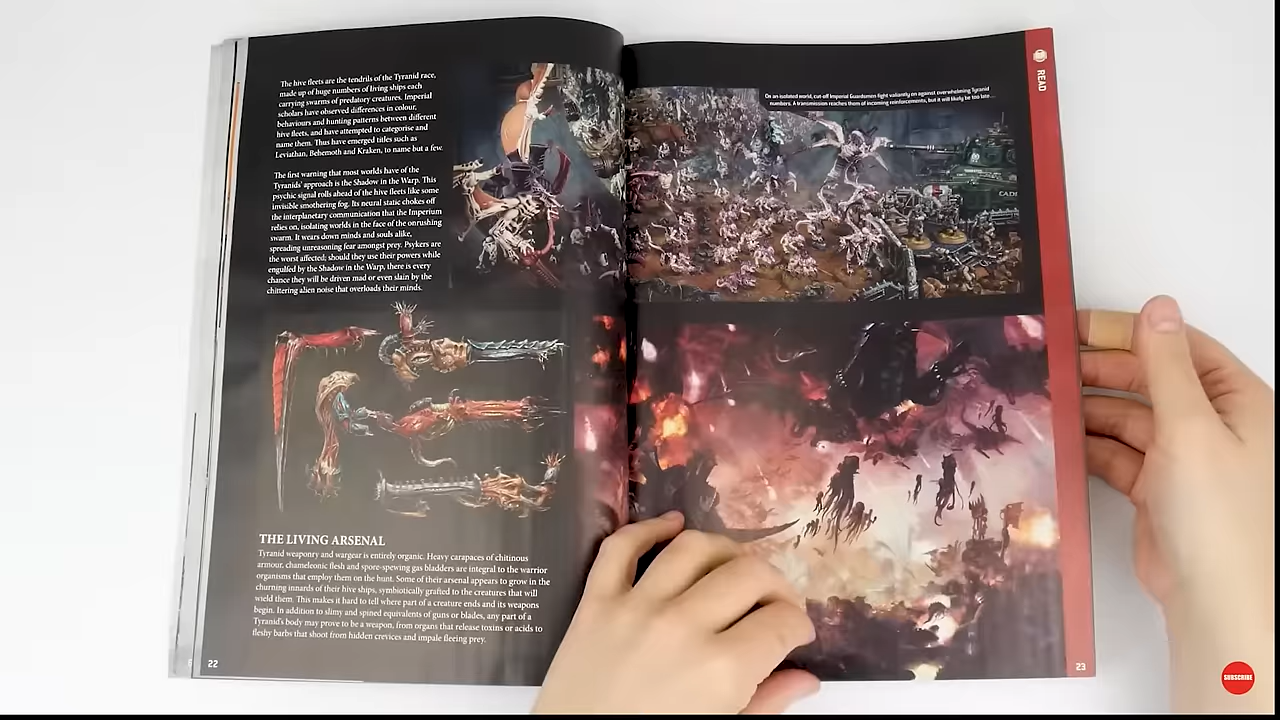 The hive fleets are the tendrils of the Tyranid race,
made up of huge numbers of living ships each
carrying swarms of predatory creatures. Imperial
scholars have observed differences in colour,
behaviours and hunting patterns between different
hive fleets, and have attempted to categorise and
name them. Thus have emerged titles such as
Leviathan, Behemoth and Kraken, to name but a few.
The first warning that most worlds have of the
Tyranids' approach is the Shadow in the Warp. This
psychic signal rolls ahead of the hive fleets like some
invisible smothering fog. Its neural static chokes off
the interplanetary communication that the Imperium
relies on, isolating worlds in the face of the onrushing
swarm. It wears down minds and souls alike,
spreading unreasoning fear amongst prey. Psykers are
the worst affected; should they use their powers while
engulfed by the Shadow in the Warp, there is every
chance they will be driven mad or even slain by the
chittering alien noise that overloads their minds.
THE LIVING ARSENAL
Tyranid weaponry and wargear is entirely organic. Heavy carapaces of chitinous
armour, chameleonic flesh and spore-spewing gas bladders are integral to the warrior
organisms that employ them on the hunt. Some of their arsenal appears to grow in the
churning innards of their hive ships, symbiotically grafted to the creatures that will
wield them. This makes it hard to tell where part of a creature ends and its weapons
begin. In addition to slimy and spined equivalents of guns or blades, any part of a
Tyranid's body may prove to be a weapon, from organs that release toxins or acids to
fleshy barbs that shoot from hidden crevices and impale fleeing prey.
22
On an isolated world, cut-off Imperial Guardsmen fight valiantly on against overwhelming Tyranid
numbers. A transmission reaches them of incoming reinforcements, but it will likely be too late...
READ
CADI
23
SUBSCRIBE